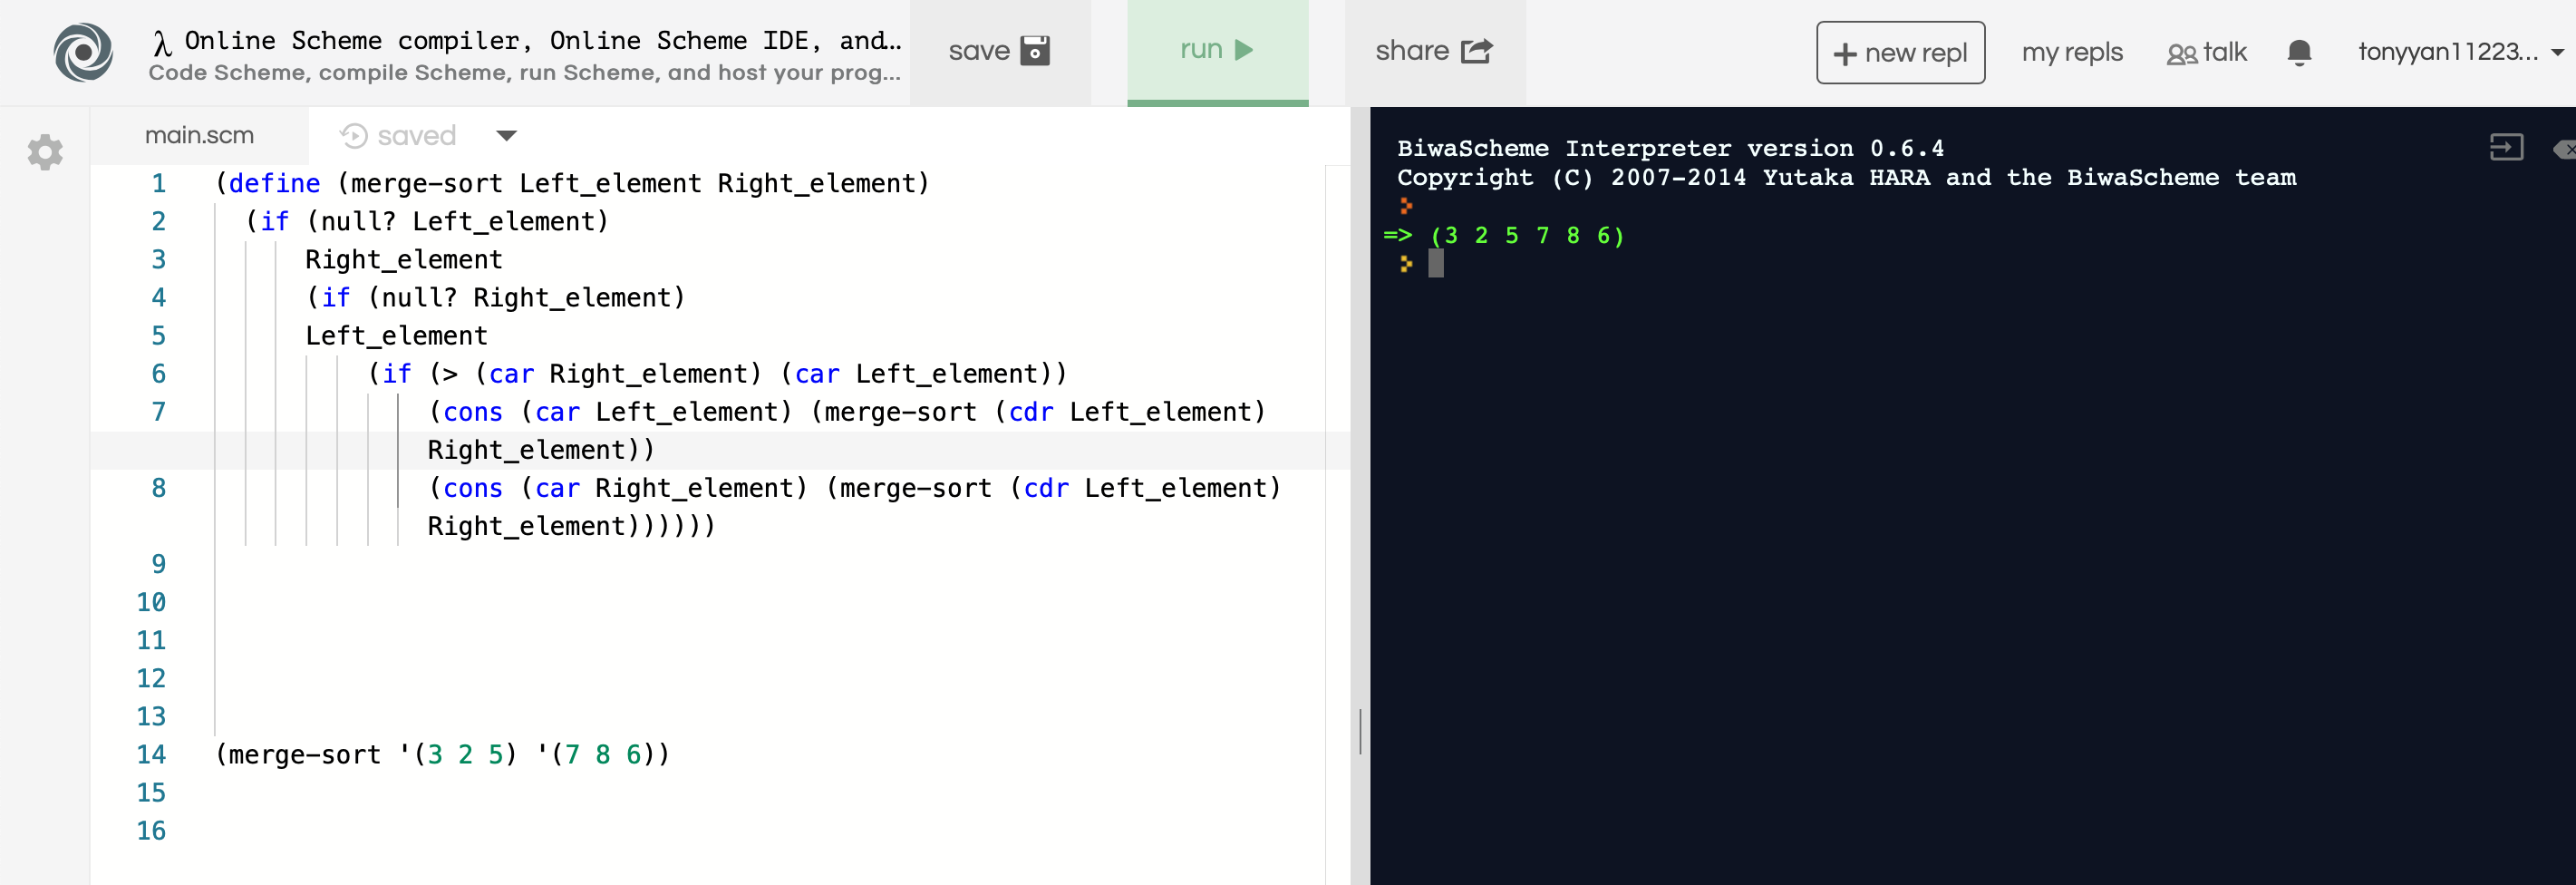 λ Online Scheme compiler, Online Scheme IDE, and…
Code Scheme, compile Scheme, run Scheme, and host your prog...
save
run
share
+ new repl
my repls
talk
tonyyan11223...
main.scm
saved
1 (define (merge-sort Left_element Right_element)
2 (if (null? Left_element)
3 Right_element
4 (if (null? Right_element)
5 Left_element
6 (if (> (car Right_element) (car Left_element))
7 (cons (car Left_element) (merge-sort (cdr Left_element)
Right_element))
8 (cons (car Right_element) (merge-sort (cdr Left_element)
Right_element))))))
9
10
11
12
13
14 (merge-sort '(3 2 5) '(7 8 6))
15
16
BiwaScheme Interpreter version 0.6.4
Copyright (C) 2007-2014 Yutaka HARA and the BiwaScheme team
>
=> (3 2 5 7 8 6)
>